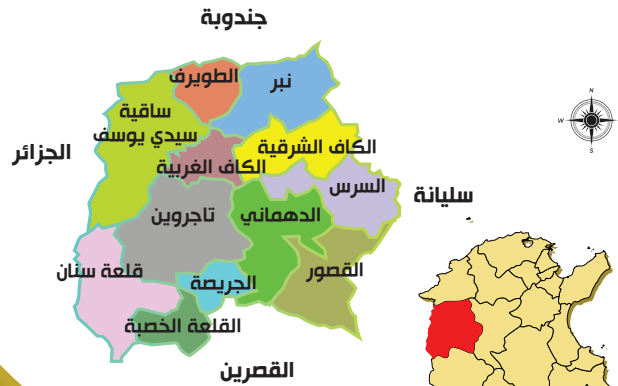 جندوبة
الطويرف
نبر
ساقية
سيدي يوسف
الجزائر
الكاف الشرقية
الكاف الغربية
السرس
سليانة
تاجروين
الدهماني
قلعة سنان
الجريصة
القصور
القلعة الخصبة
القصرين
N
W
S